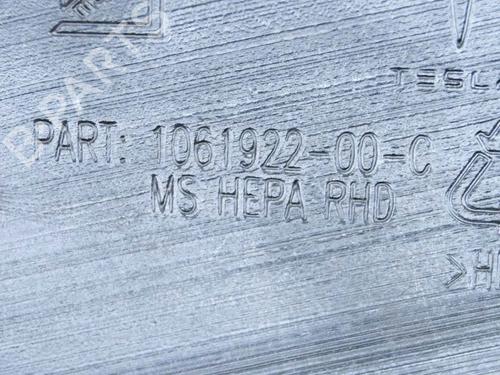 TESLA
PART: 1061922-00-C
MS HEPA RHD